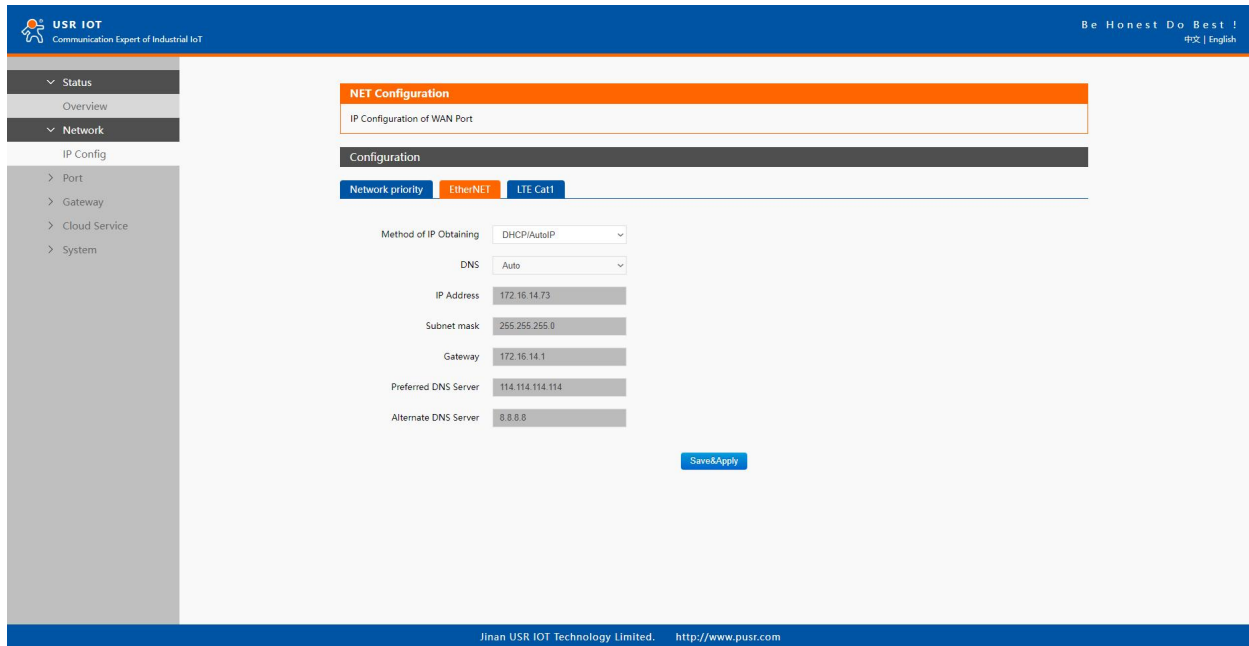 USR IOT
Communication Expert of Industrial IoT
Be Honest Do Best !
中文 | English
Status
Overview
Network
IP Config
Port
Gateway
Cloud Service
System
NET Configuration
IP Configuration of WAN Port
Configuration
Network priority EtherNET LTE Cat1
Method of IP Obtaining DHCP/AutoIP
DNS Auto
IP Address 172.16.14.73
Subnet mask 255.255.255.0
Gateway 172.16.14.1
Preferred DNS Server 114.114.114.114
Alternate DNS Server 8.8.8.8
Save&Apply
Jinan USR IOT Technology Limited. http://www.pusr.com